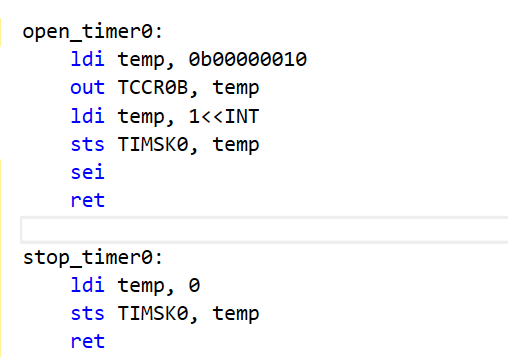 open_timer0:
ldi temp, 0b00000010
out TCCR0B, temp
ldi temp, 1<<INT
sts TIMSK0, temp
sei
ret
stop_timer0:
ldi temp, 0
sts TIMSK0, temp
ret